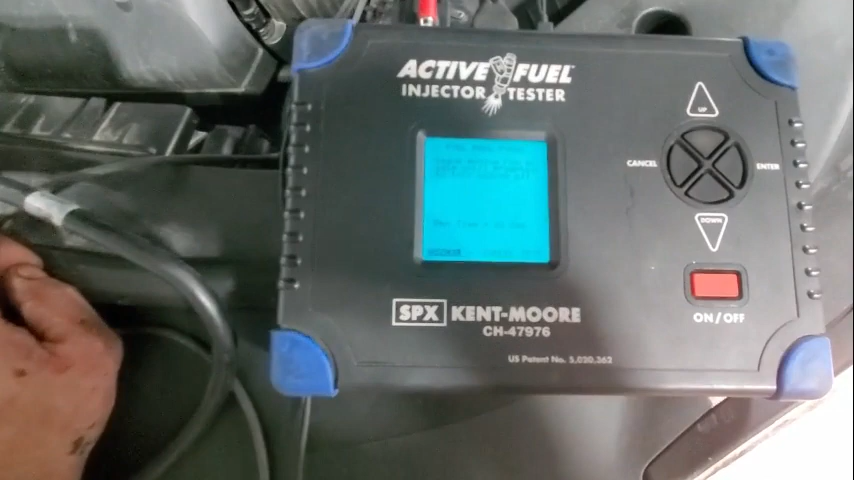 ACTIVE FUEL
INJECTOR TESTER
UP
CANCEL
ENTER
DOWN
SPX KENT-MOORE
CH-47976
ON/OFF
US Patent No. 5,020,362